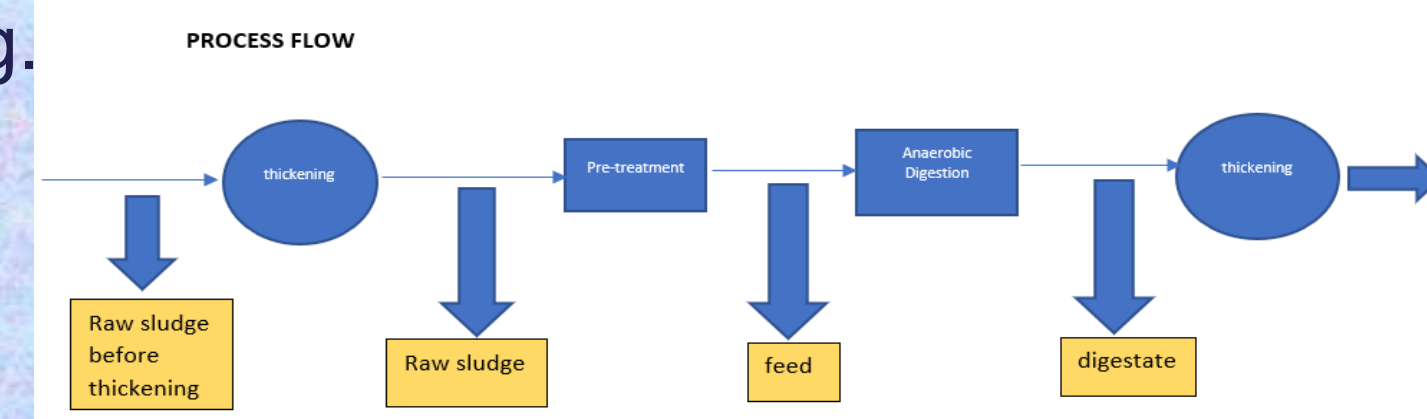 g.
PROCESS FLOW
thickening
Pre-treatment
Anaerobic
Digestion
thickening
Raw sludge
before
thickening
Raw sludge
feed
digestate